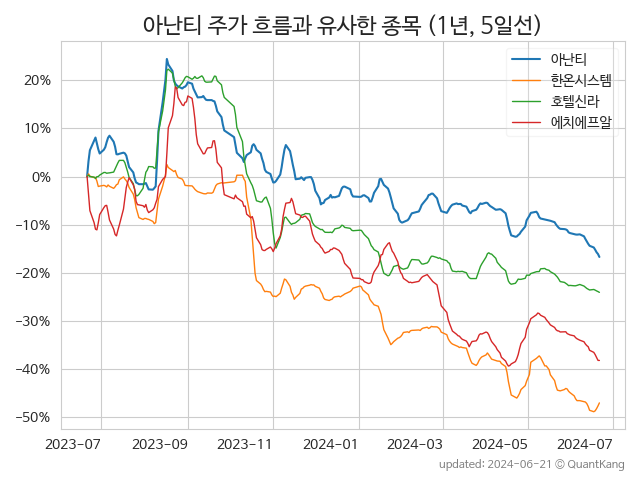 아난티 주가 흐름과 유사한 종목 (1년, 5일선)
아난티
한온시스템
호텔신라
에치에프알
20%
10%
0%
−10%
−20%
−30%
−40%
−50%
2023-07
2023-09
2023-11
2024-01
2024-03
2024-05
2024-07
updated: 2024-06-21 © QuantKang